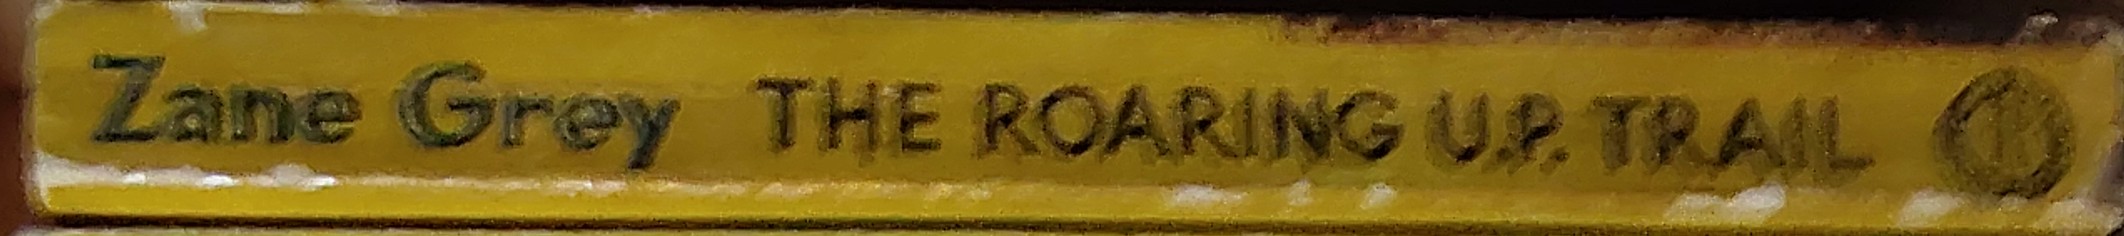 Zane Grey THE ROARING U.P. TRAIL